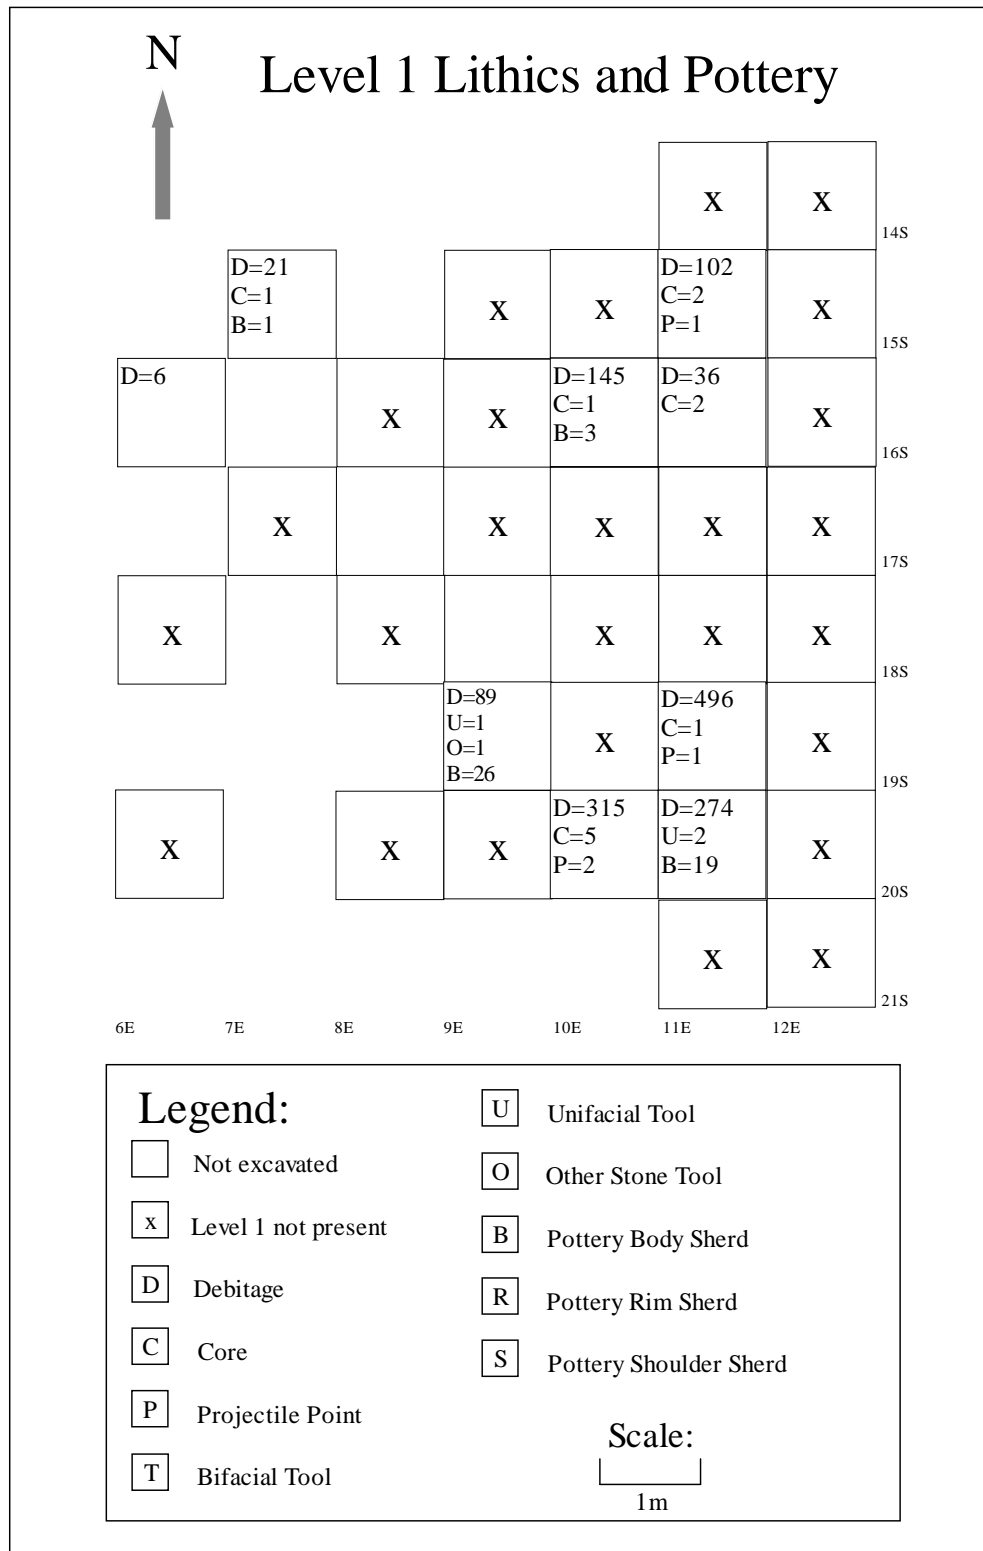 N
Level 1 Lithics and Pottery
x x
14S
D=21
C=1
B=1
x x
D=102
C=2
P=1
x
15S
D=6
x x
D=145
C=1
B=3
D=36
C=2
x
16S
x x x x x
17S
x x x x x
18S
D=89
U=1
O=1
B=26
x
D=496
C=1
P=1
x
19S
x x x
D=315
C=5
P=2
D=274
U=2
B=19
x
20S
x x
21S
6E 7E 8E 9E 10E 11E 12E
Legend:
Not excavated
x Level 1 not present
D Debitage
C Core
P Projectile Point
T Bifacial Tool
U Unifacial Tool
O Other Stone Tool
B Pottery Body Sherd
R Pottery Rim Sherd
S Pottery Shoulder Sherd
Scale:
1m